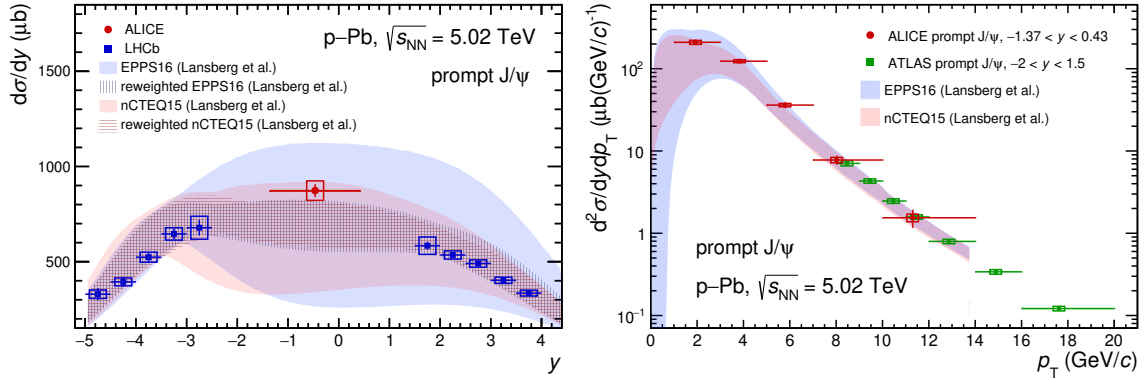 dσ/dy (μb)
1500
1000
500
ALICE
LHCb
EPPS16 (Lansberg et al.)
reweighted EPPS16 (Lansberg et al.)
nCTEQ15 (Lansberg et al.)
reweighted nCTEQ15 (Lansberg et al.)
p–Pb, √sNN = 5.02 TeV
prompt J/ψ
−5 −4 −3 −2 −1 0 1 2 3 4
y
d²σ/dydpT (μb(GeV/c)⁻¹)
10²
10
1
10⁻¹
ALICE prompt J/ψ, −1.37 < y < 0.43
ATLAS prompt J/ψ, −2 < y < 1.5
EPPS16 (Lansberg et al.)
nCTEQ15 (Lansberg et al.)
prompt J/ψ
p–Pb, √sNN = 5.02 TeV
0 2 4 6 8 10 12 14 16 18 20
pT (GeV/c)